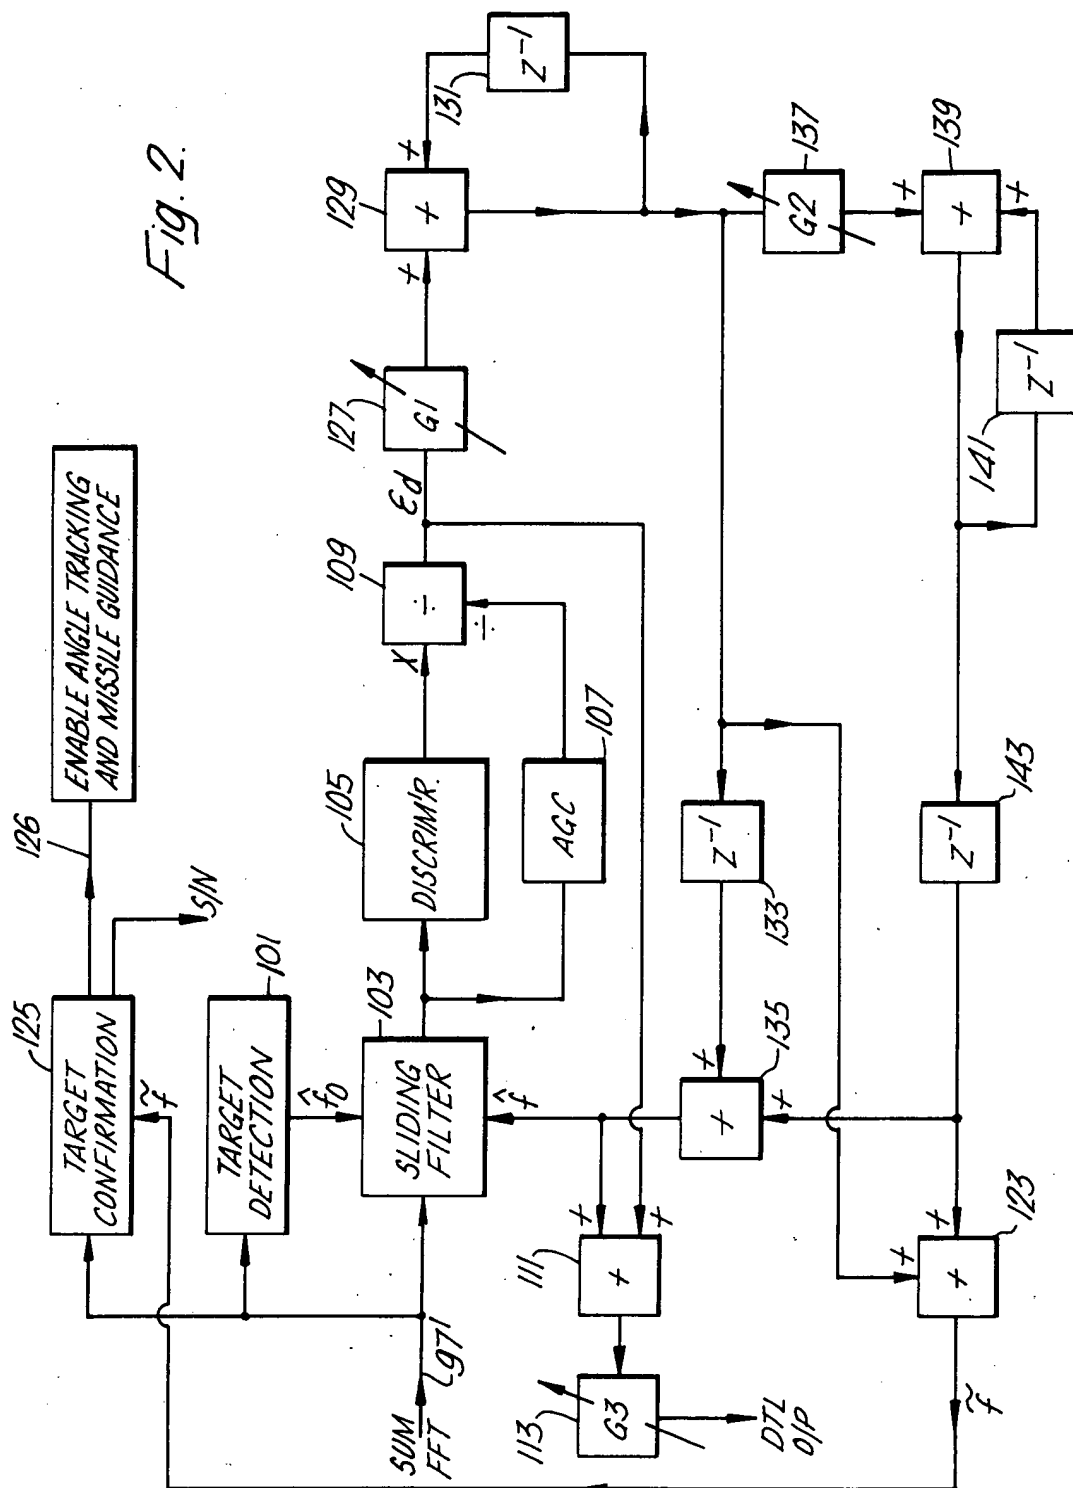 Fig. 2.
125
TARGET
CONFIRMATION
f̃
126
ENABLE ANGLE TRACKING
AND MISSILE GUIDANCE
S/N
TARGET
DETECTION
101
f̂0
SUM
FFT
97
SLIDING
FILTER
103
f̂
105
DISCRIM'R.
X
109
÷
÷
εd
127
G1
+
129
+
+
131
Z⁻¹
AGC
107
111
+
+
+
113
G3
DTL
O/P
Z⁻¹
133
+
+
+
135
G2
137
+
+
+
139
141
Z⁻¹
Z⁻¹
143
+
+
+
123
f̃